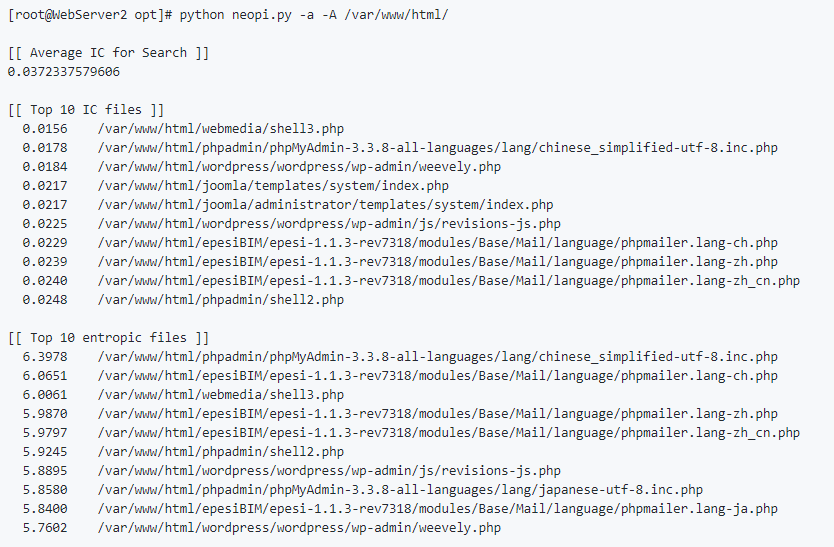 [root@WebServer2 opt]# python neopi.py -a -A /var/www/html/
[[ Average IC for Search ]]
0.0372337579606
[[ Top 10 IC files ]]
0.0156 /var/www/html/webmedia/shell3.php
0.0178 /var/www/html/phpadmin/phpMyAdmin-3.3.8-all-languages/lang/chinese_simplified-utf-8.inc.php
0.0184 /var/www/html/wordpress/wordpress/wp-admin/weevely.php
0.0217 /var/www/html/joomla/templates/system/index.php
0.0217 /var/www/html/joomla/administrator/templates/system/index.php
0.0225 /var/www/html/wordpress/wordpress/wp-admin/js/revisions-js.php
0.0229 /var/www/html/epesiBIM/epesi-1.1.3-rev7318/modules/Base/Mail/language/phpmailer.lang-ch.php
0.0239 /var/www/html/epesiBIM/epesi-1.1.3-rev7318/modules/Base/Mail/language/phpmailer.lang-zh.php
0.0240 /var/www/html/epesiBIM/epesi-1.1.3-rev7318/modules/Base/Mail/language/phpmailer.lang-zh_cn.php
0.0248 /var/www/html/phpadmin/shell2.php
[[ Top 10 entropic files ]]
6.3978 /var/www/html/phpadmin/phpMyAdmin-3.3.8-all-languages/lang/chinese_simplified-utf-8.inc.php
6.0651 /var/www/html/epesiBIM/epesi-1.1.3-rev7318/modules/Base/Mail/language/phpmailer.lang-ch.php
6.0061 /var/www/html/webmedia/shell3.php
5.9870 /var/www/html/epesiBIM/epesi-1.1.3-rev7318/modules/Base/Mail/language/phpmailer.lang-zh.php
5.9797 /var/www/html/epesiBIM/epesi-1.1.3-rev7318/modules/Base/Mail/language/phpmailer.lang-zh_cn.php
5.9245 /var/www/html/phpadmin/shell2.php
5.8895 /var/www/html/wordpress/wordpress/wp-admin/js/revisions-js.php
5.8580 /var/www/html/phpadmin/phpMyAdmin-3.3.8-all-languages/lang/japanese-utf-8.inc.php
5.8400 /var/www/html/epesiBIM/epesi-1.1.3-rev7318/modules/Base/Mail/language/phpmailer.lang-ja.php
5.7602 /var/www/html/wordpress/wordpress/wp-admin/weevely.php